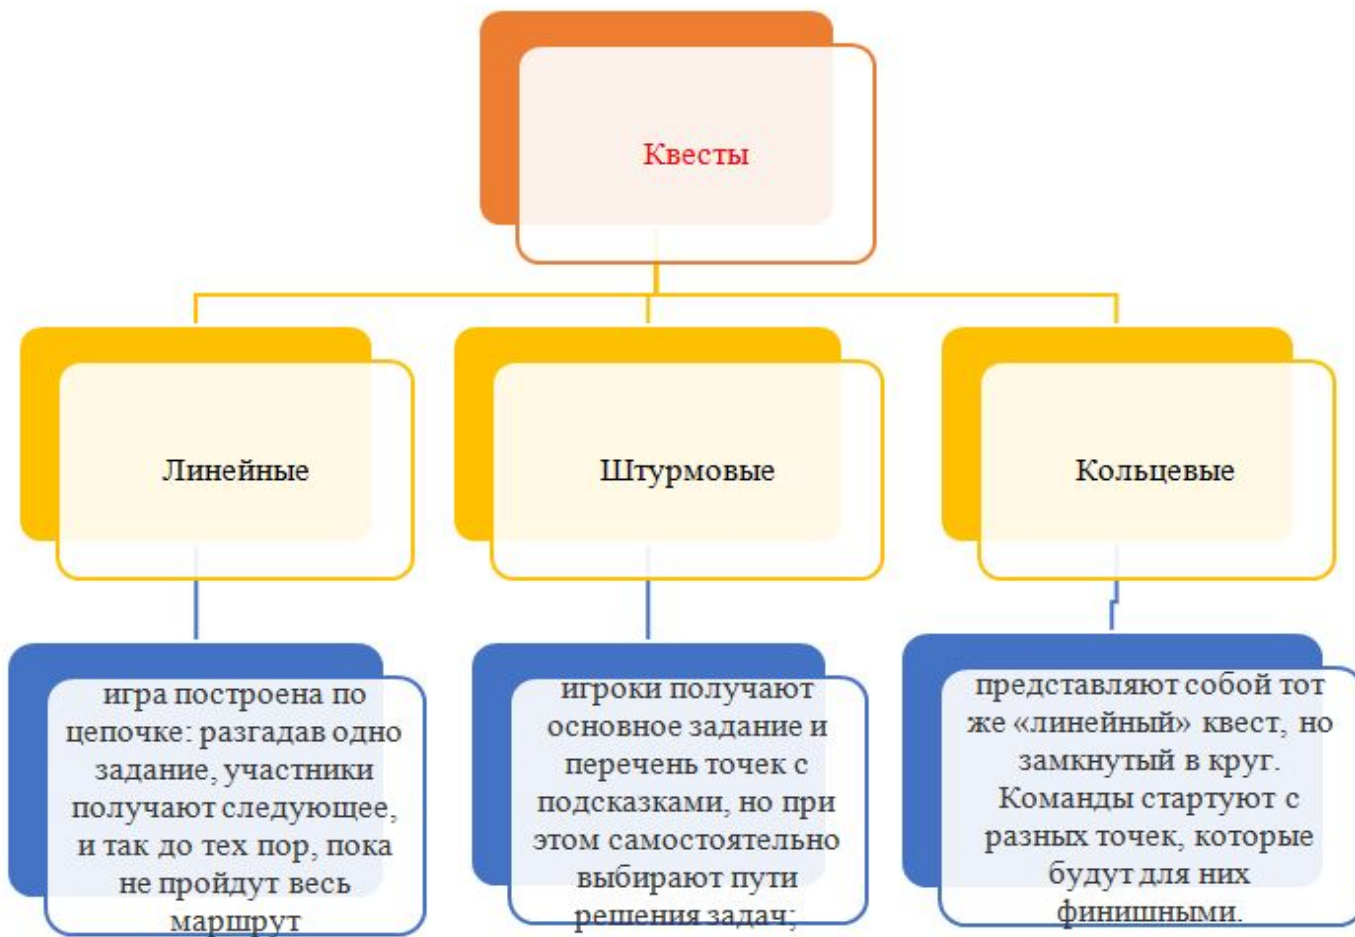 Квесты
Линейные
Штурмовые
Кольцевые
игра построена по
цепочке: разгадав одно
задание, участники
получают следующее,
и так до тех пор, пока
не пройдут весь
маршрут
игроки получают
основное задание и
перечень точек с
подсказками, но при
этом самостоятельно
выбирают пути
решения задач;
представляют собой тот
же «линейный» квест, но
замкнутый в круг.
Команды стартуют с
разных точек, которые
будут для них
финишными.